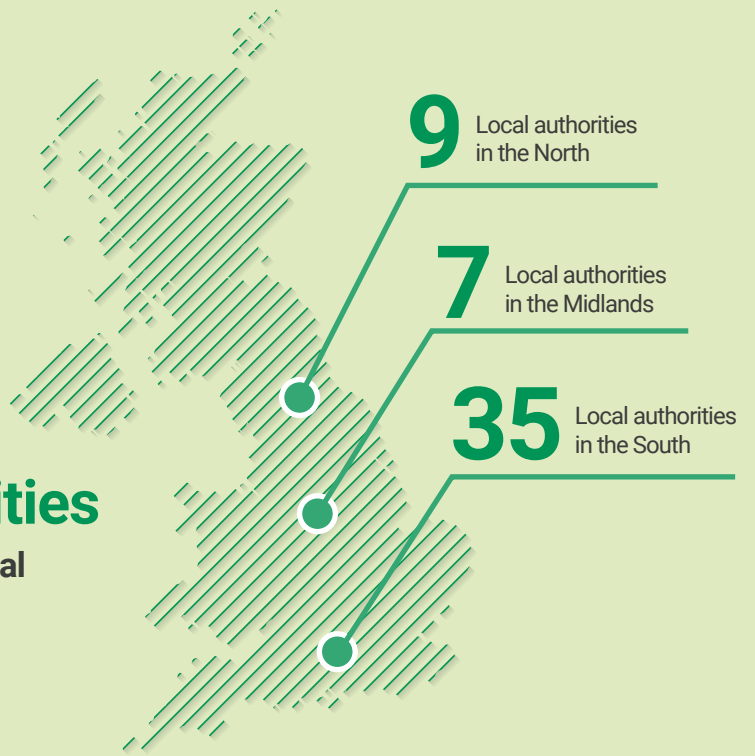 9
Local authorities
in the North
7
Local authorities
in the Midlands
35
Local authorities
in the South
ities
al